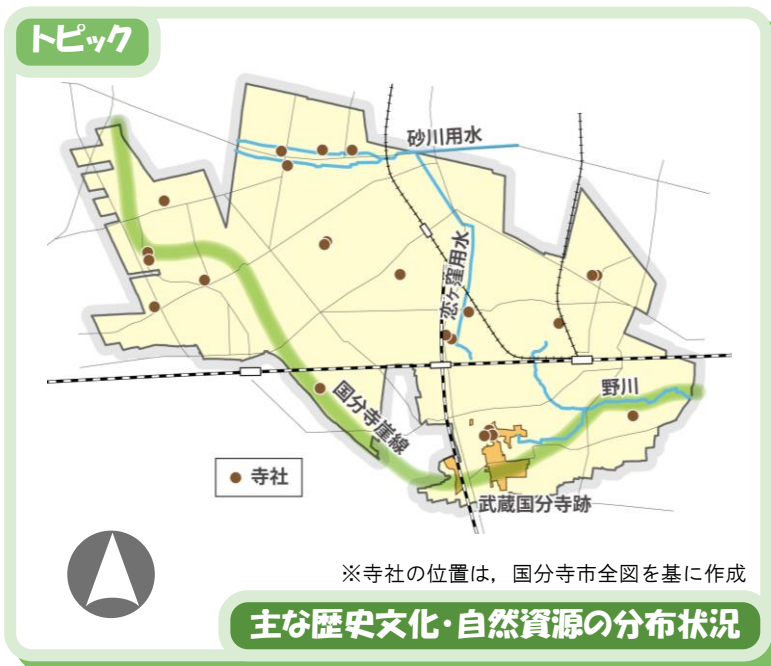 トピック
砂川用水
恋ヶ窪用水
野川
国分寺崖線
寺社
武蔵国分寺跡
※寺社の位置は，国分寺市全図を基に作成
主な歴史文化・自然資源の分布状況